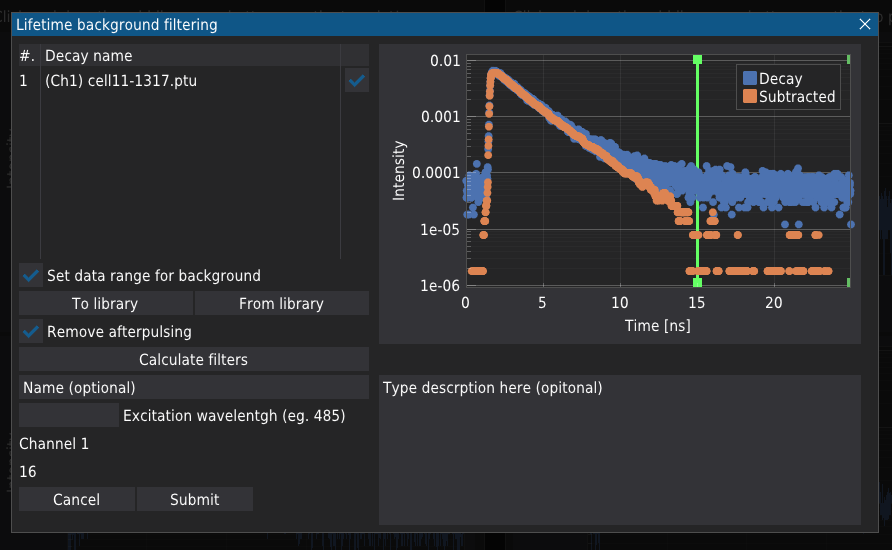 Lifetime background filtering
#. Decay name
1 (Ch1) cell11-1317.ptu
Set data range for background
To library From library
Remove afterpulsing
Calculate filters
Name (optional)
Excitation wavelentgh (eg. 485)
Channel 1
16
Cancel Submit
0.01
0.001
0.0001
1e-05
1e-06
Intensity
Decay
Subtracted
0 5 10 15 20
Time [ns]
Type descrption here (opitonal)